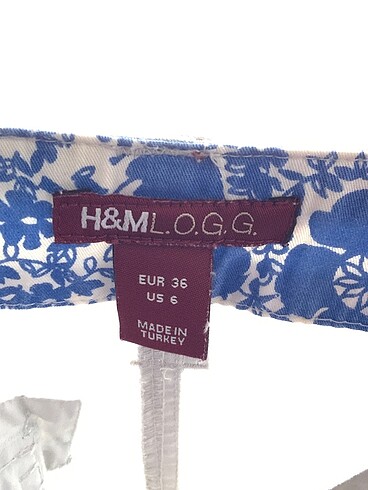 H&M L.O.G.G.
EUR 36
US 6
MADE IN
TURKEY